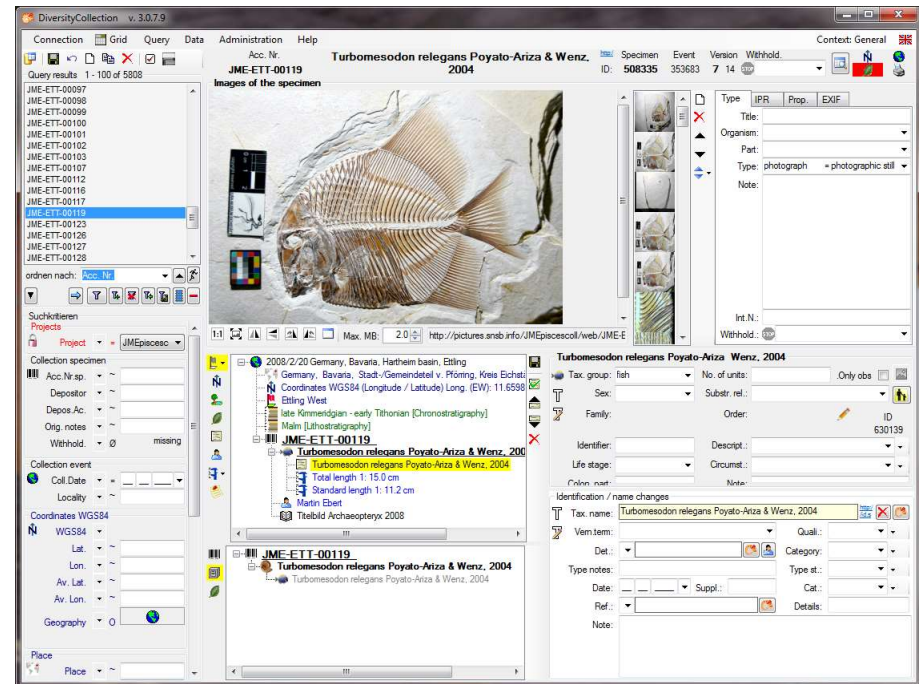 DiversityCollection v. 3.0.7.9
Connection Grid Query Data Administration Help Context: General
Query results 1 - 100 of 5808
Acc. Nr.
JME-ETT-00119
Turbomesodon relegans Poyato-Ariza & Wenz, 2004
Specimen Event Version Withhold.
ID: 508335 353683 7 14
Images of the specimen
JME-ETT-00097
JME-ETT-00098
JME-ETT-00099
JME-ETT-00100
JME-ETT-00101
JME-ETT-00102
JME-ETT-00103
JME-ETT-00107
JME-ETT-00112
JME-ETT-00116
JME-ETT-00117
JME-ETT-00119
JME-ETT-00123
JME-ETT-00126
JME-ETT-00127
JME-ETT-00128
ordnen nach: Acc. Nr.
Suchkritieren
Projects
Project = JMEpiscesc
Collection specimen
Acc.Nr.sp. ~
Depositor ~
Depos.Ac. ~
Orig. notes ~
Withhold. Ø missing
Collection event
Coll.Date =
Locality ~
Coordinates WGS84
WGS84
Lat. ~
Lon. ~
Av. Lat. ~
Av. Lon. ~
Geography O
Place
Place ~
1:1 Max. MB: 2.0 http://pictures.snsb.info/JMEpiscescoll/web/JME-E
Type IPR Prop. EXIF
Title:
Organism:
Part:
Type: photograph = photographic still
Note:
Int.N.:
Withhold.:
2008/2/20 Germany, Bavaria, Hartheim basin, Ettling
Germany, Bavaria, Stadt-/Gemeindeteil v. Pförring, Kreis Eichstä
Coordinates WGS84 (Longitude / Latitude) Long. (EW): 11.6598
Ettling West
late Kimmeridgian - early Tithonian [Chronostratigraphy]
Malm [Lithostratigraphy]
JME-ETT-00119
Turbomesodon relegans Poyato-Ariza & Wenz, 200
Turbomesodon relegans Poyato-Ariza & Wenz, 2004
Total length 1: 15.0 cm
Standard length 1: 11.2 cm
Martin Ebert
Titelbild Archaeopteryx 2008
JME-ETT-00119
Turbomesodon relegans Poyato-Ariza & Wenz, 2004
Turbomesodon relegans Poyato-Ariza & Wenz, 2004
Turbomesodon relegans Poyato-Ariza Wenz, 2004
Tax. group: fish No. of units: .Only obs
Sex: Substr. rel.:
Family: Order: ID
630139
Identifier: Descript.:
Life stage: Circumst.:
Colon. part: Note:
Identification / name changes
Tax. name: Turbomesodon relegans Poyato-Ariza & Wenz, 2004
Vern.term: Quali.:
Det.: Category:
Type notes: Type st.:
Date: Suppl.: Cat.:
Ref.: Details:
Note: